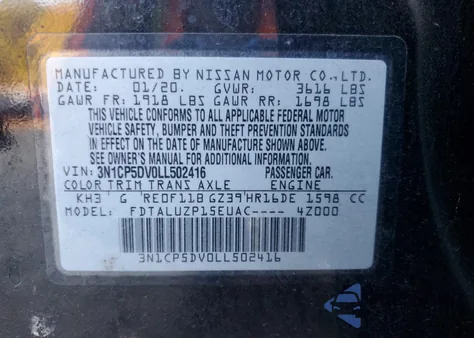 MANUFACTURED BY NISSAN MOTOR CO., LTD.
DATE: 01/20. GVWR: 3616 LBS
GAWR FR: 1918 LBS GAWR RR: 1698 LBS
THIS VEHICLE CONFORMS TO ALL APPLICABLE FEDERAL MOTOR
VEHICLE SAFETY, BUMPER AND THEFT PREVENTION STANDARDS
IN EFFECT ON THE DATE OF MANUFACTURE SHOWN ABOVE.
SEE OWNER'S MANUAL FOR ADDITIONAL INFORMATION.
VIN: 3N1CP5DV0LL502416 PASSENGER CAR.
COLOR TRIM TRANS AXLE ENGINE
KH3 G RE0F11B GZ39 HR16DE 1598 CC
MODEL: FDTALUZP15EUAC---- 4Z000
3N1CP5DV0LL502416